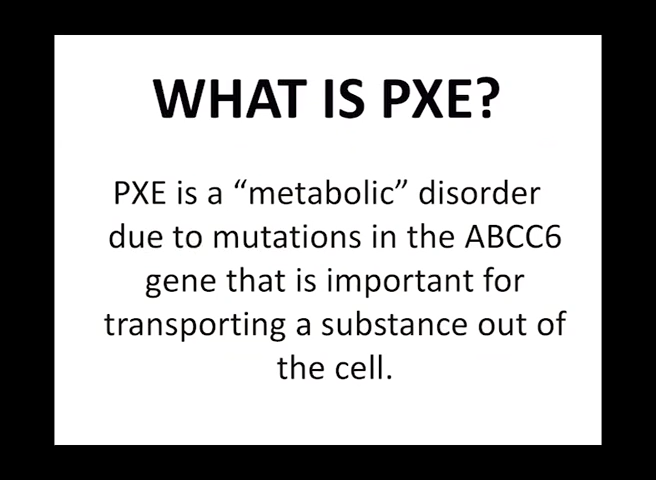 WHAT IS PXE?
PXE is a “metabolic” disorder
due to mutations in the ABCC6
gene that is important for
transporting a substance out of
the cell.